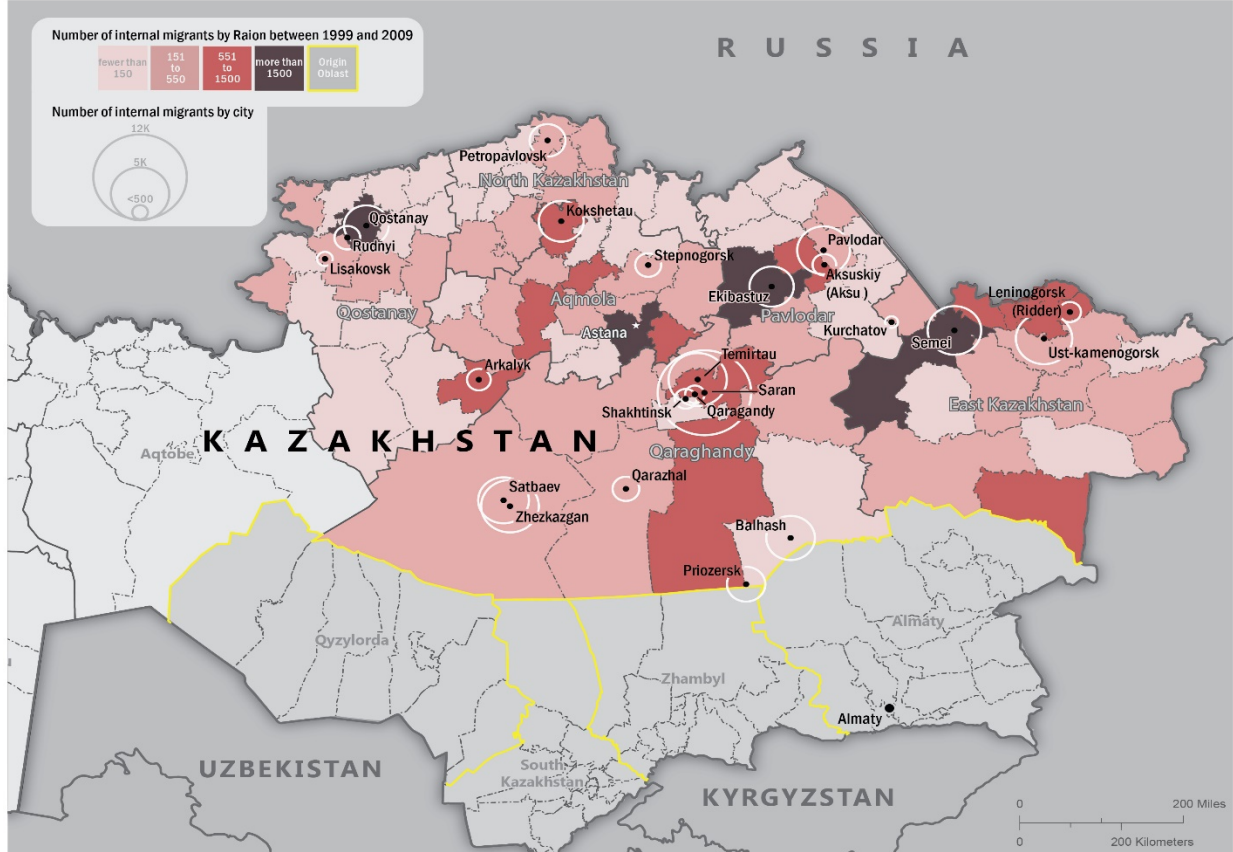 Number of internal migrants by Raion between 1999 and 2009
fewer than
150
151
to
550
551
to
1500
more than
1500
Origin
Oblast
Number of internal migrants by city
12K
5K
<500
RUSSIA
Petropavlovsk
North Kazakhstan
Kokshetau
Qostanay
Rudnyi
Lisakovsk
Stepnogorsk
Pavlodar
Aksuskiy
(Aksu )
Ekibastuz
Pavlodar
Kurchatov
Leninogorsk
(Ridder)
Semei
Ust-kamenogorsk
Qostanay
Aqmola
Astana
Arkalyk
Temirtau
Saran
Shakhtinsk
Qaragandy
East Kazakhstan
KAZAKHSTAN
Qaraghandy
Aqtobe
Satbaev
Zhezkazgan
Qarazhal
Balhash
Priozersk
Qyzylorda
Almaty
Zhambyl
Almaty
South
Kazakhstan
UZBEKISTAN
KYRGYZSTAN
0
200 Miles
0
200 Kilometers